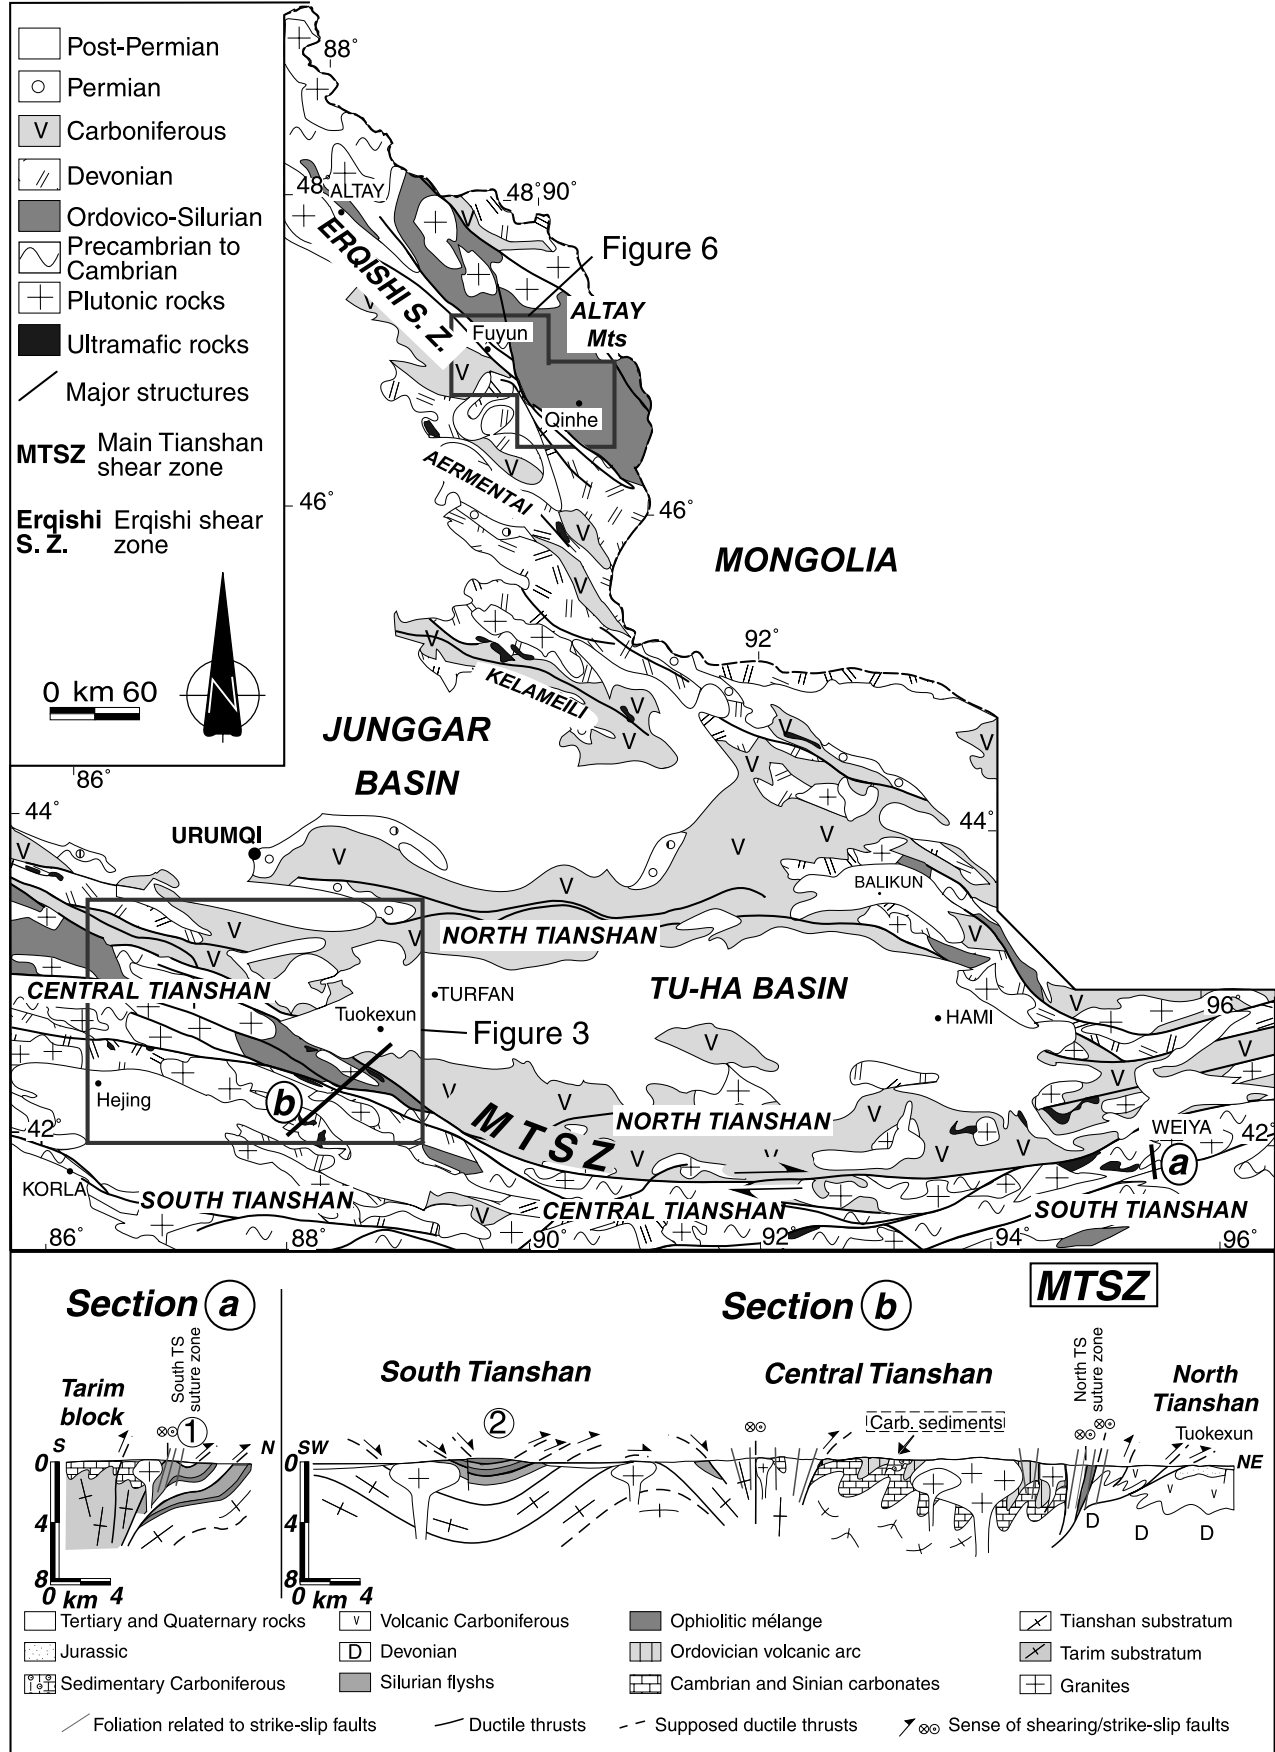 Post-Permian
Permian
V Carboniferous
Devonian
Ordovico-Silurian
Precambrian to
Cambrian
Plutonic rocks
Ultramafic rocks
Major structures
MTSZ Main Tianshan
shear zone
Erqishi Erqishi shear
S. Z. zone
N
0 km 60
88°
48°
ALTAY
48°
90°
ERQISHI S. Z.
Figure 6
ALTAY
Mts
Fuyun
Qinhe
AERMENTAI
46°
46°
MONGOLIA
92°
KELAMEILI
JUNGGAR
BASIN
86°
44°
44°
URUMQI
BALIKUN
NORTH TIANSHAN
CENTRAL TIANSHAN
TURFAN
TU-HA BASIN
HAMI
96°
Tuokexun
Figure 3
Hejing
b
MTSZ
NORTH TIANSHAN
WEIYA
42°
42°
a
KORLA
SOUTH TIANSHAN
CENTRAL TIANSHAN
SOUTH TIANSHAN
86°
88°
90°
92°
94°
96°
Section a
Section b
MTSZ
South TS
suture zone
North TS
suture zone
South Tianshan
Central Tianshan
North
Tianshan
Tarim
block
1
2
Carb. sediments
Tuokexun
S
N
SW
NE
0
4
8
0 km 4
0
4
8
0 km 4
D
D
D
Tertiary and Quaternary rocks
v Volcanic Carboniferous
Ophiolitic mélange
Tianshan substratum
Jurassic
D Devonian
Ordovician volcanic arc
Tarim substratum
Sedimentary Carboniferous
Silurian flyshs
Cambrian and Sinian carbonates
Granites
Foliation related to strike-slip faults
Ductile thrusts
Supposed ductile thrusts
Sense of shearing/strike-slip faults